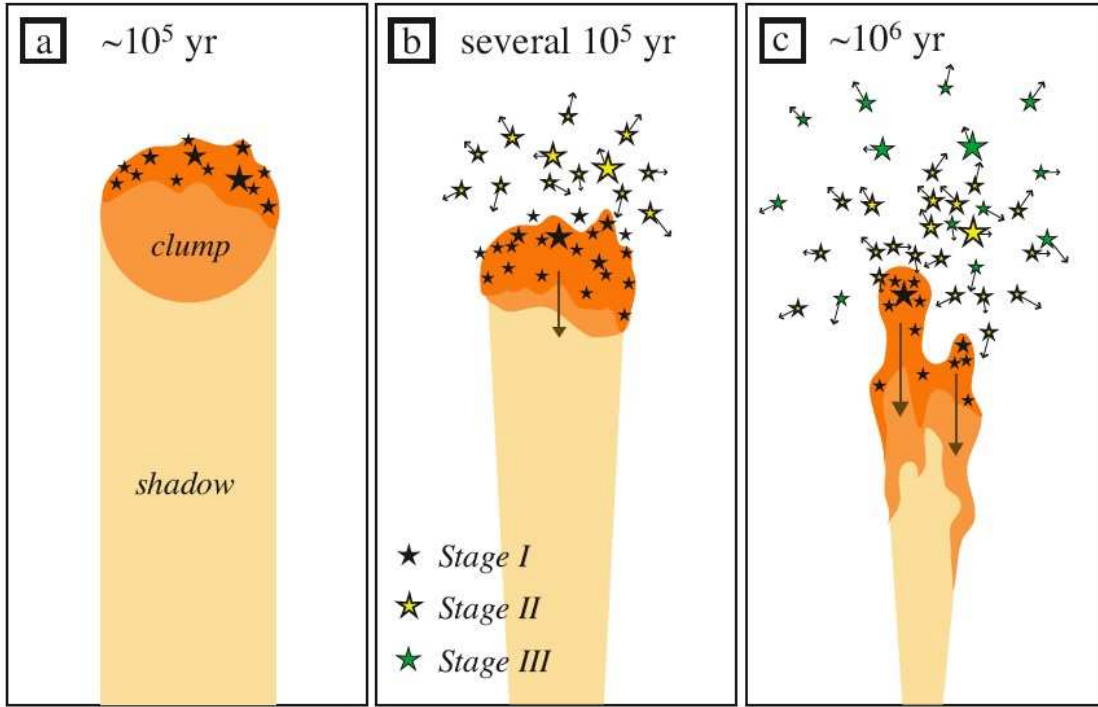 a ~10⁵ yr
clump
shadow
b several 10⁵ yr
Stage I
Stage II
Stage III
c ~10⁶ yr